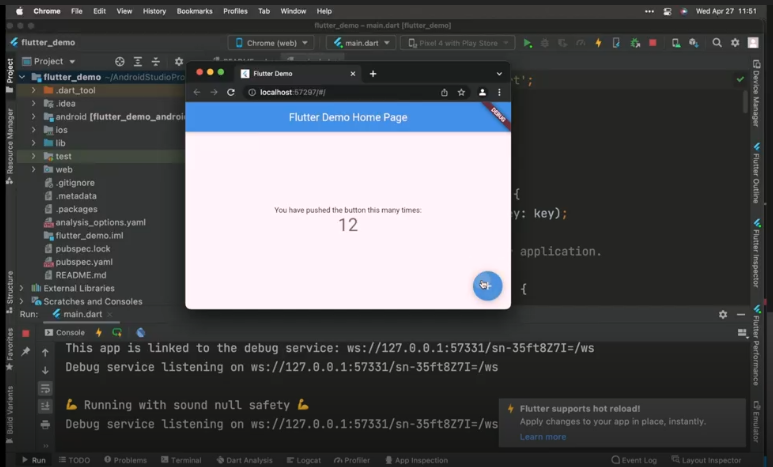 Chrome File Edit View History Bookmarks Profiles Tab Window Help
Wed Apr 27 11:51
flutter_demo – main.dart [flutter_demo]
flutter_demo
Chrome (web)
main.dart
Pixel 4 with Play Store
Project
flutter_demo ~/AndroidStudioPro
.dart_tool
.idea
android [flutter_demo_androi
ios
lib
test
web
.gitignore
.metadata
.packages
analysis_options.yaml
flutter_demo.iml
pubspec.lock
pubspec.yaml
README.md
External Libraries
Scratches and Consoles
Project
Resource Manager
Structure
Favorites
Build Variants
Flutter Demo
localhost:57297/#/
Flutter Demo Home Page
DEBUG
You have pushed the button this many times:
12
';
{
y: key);
application.
{
Device Manager
Flutter Outline
Flutter Inspector
Flutter Performance
Emulator
Run: main.dart
Console
This app is linked to the debug service: ws://127.0.0.1:57331/sn-35ft8Z7I=/ws
Debug service listening on ws://127.0.0.1:57331/sn-35ft8Z7I=/ws
💪 Running with sound null safety 💪
Debug service listening on ws://127.0.0.1:57331/sn-35ft8Z7I=/ws
Flutter supports hot reload!
Apply changes to your app in place, instantly.
Learn more
Run TODO Problems Terminal Dart Analysis Logcat Profiler App Inspection Event Log Layout Inspector